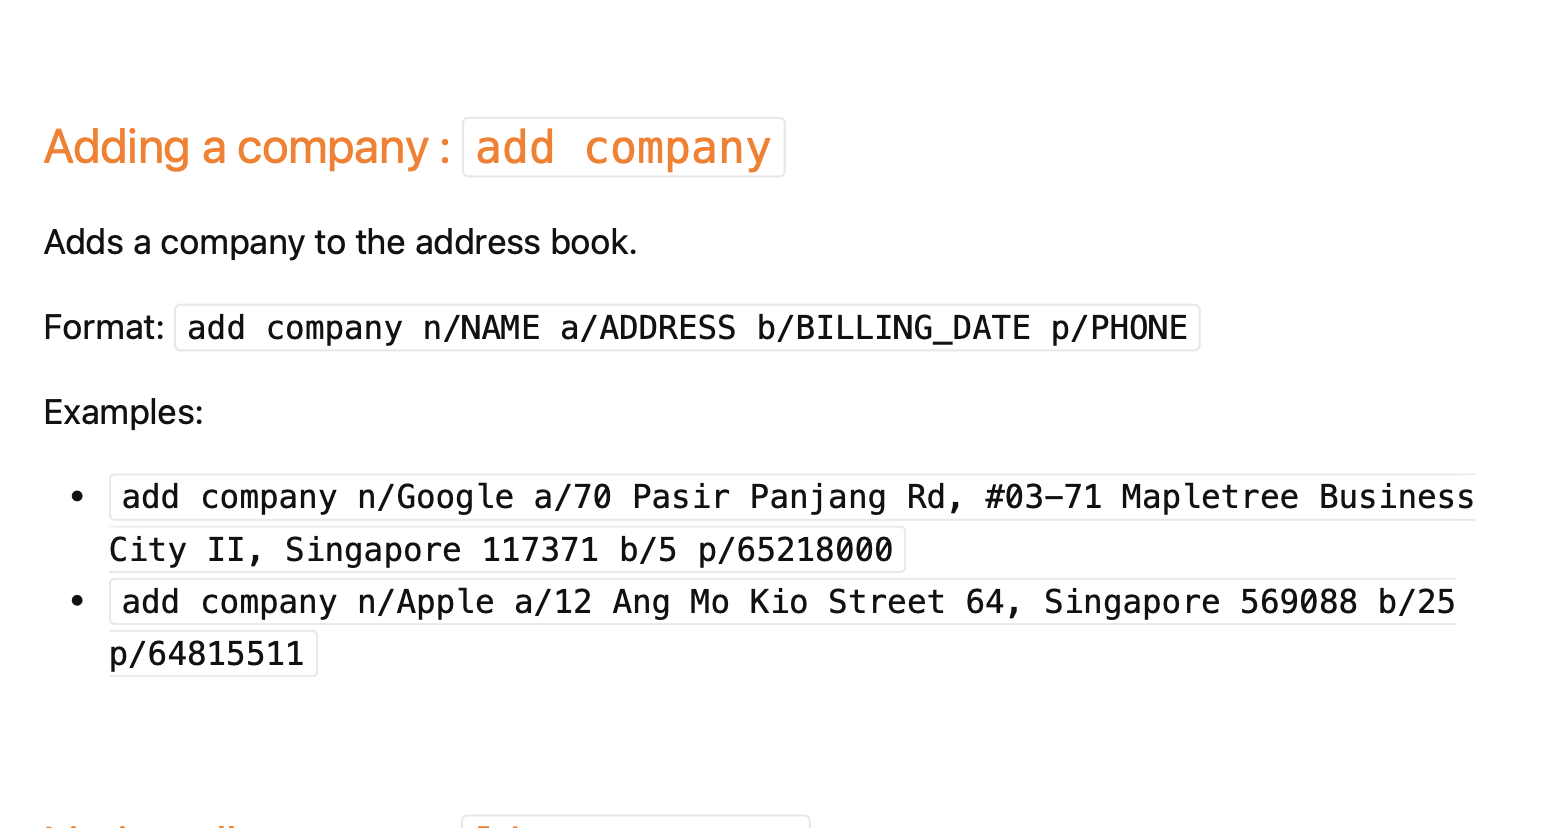 Adding a company : add company
Adds a company to the address book.
Format: add company n/NAME a/ADDRESS b/BILLING_DATE p/PHONE
Examples:
• add company n/Google a/70 Pasir Panjang Rd, #03-71 Mapletree Business
City II, Singapore 117371 b/5 p/65218000
• add company n/Apple a/12 Ang Mo Kio Street 64, Singapore 569088 b/25
p/64815511